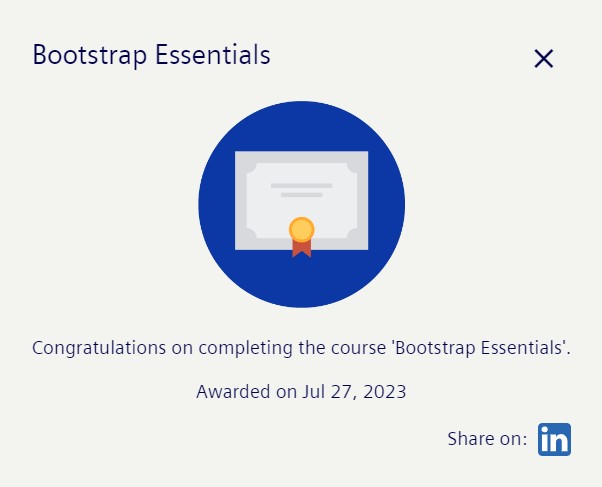 Bootstrap Essentials
Congratulations on completing the course 'Bootstrap Essentials'.
Awarded on Jul 27, 2023
Share on: in